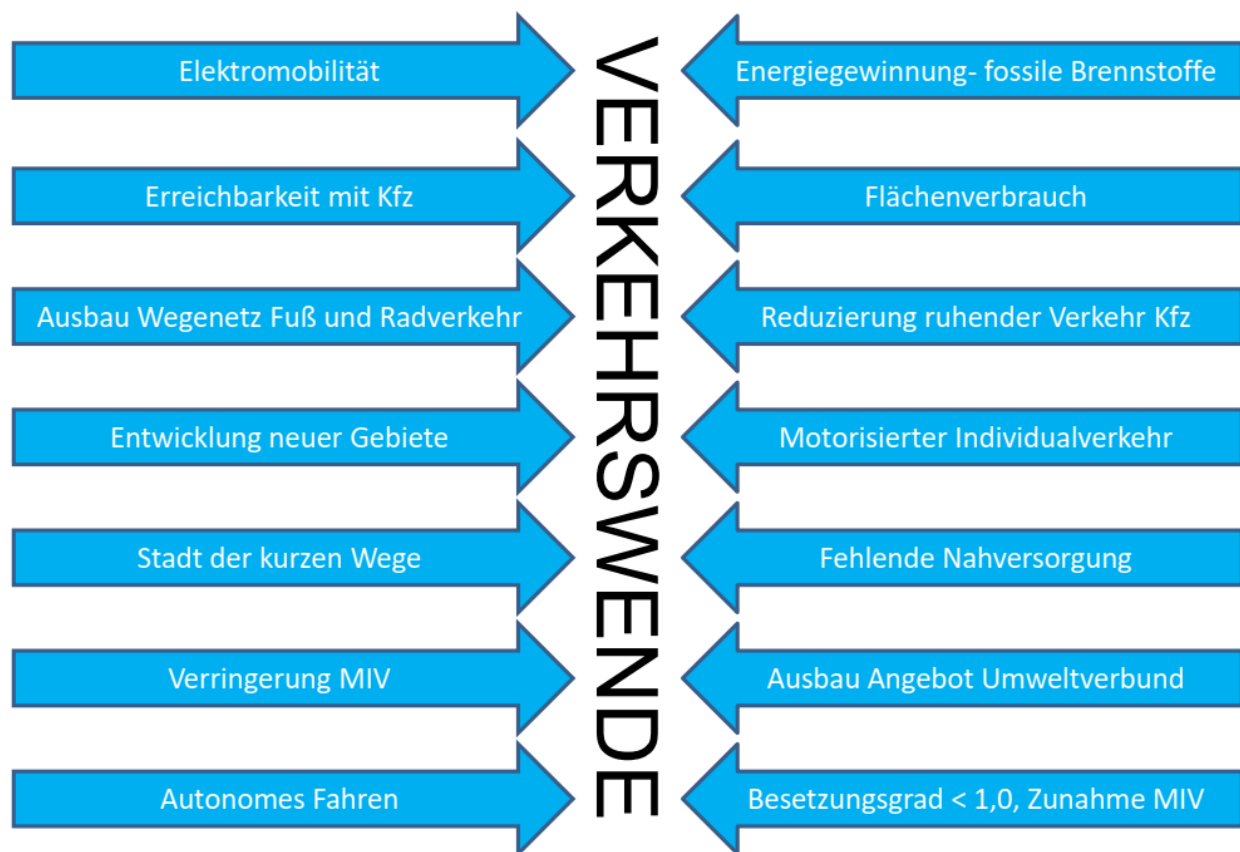 VERKEHRSWENDE
Elektromobilität
Energiegewinnung- fossile Brennstoffe
Erreichbarkeit mit Kfz
Flächenverbrauch
Ausbau Wegenetz Fuß und Radverkehr
Reduzierung ruhender Verkehr Kfz
Entwicklung neuer Gebiete
Motorisierter Individualverkehr
Stadt der kurzen Wege
Fehlende Nahversorgung
Verringerung MIV
Ausbau Angebot Umweltverbund
Autonomes Fahren
Besetzungsgrad < 1,0, Zunahme MIV